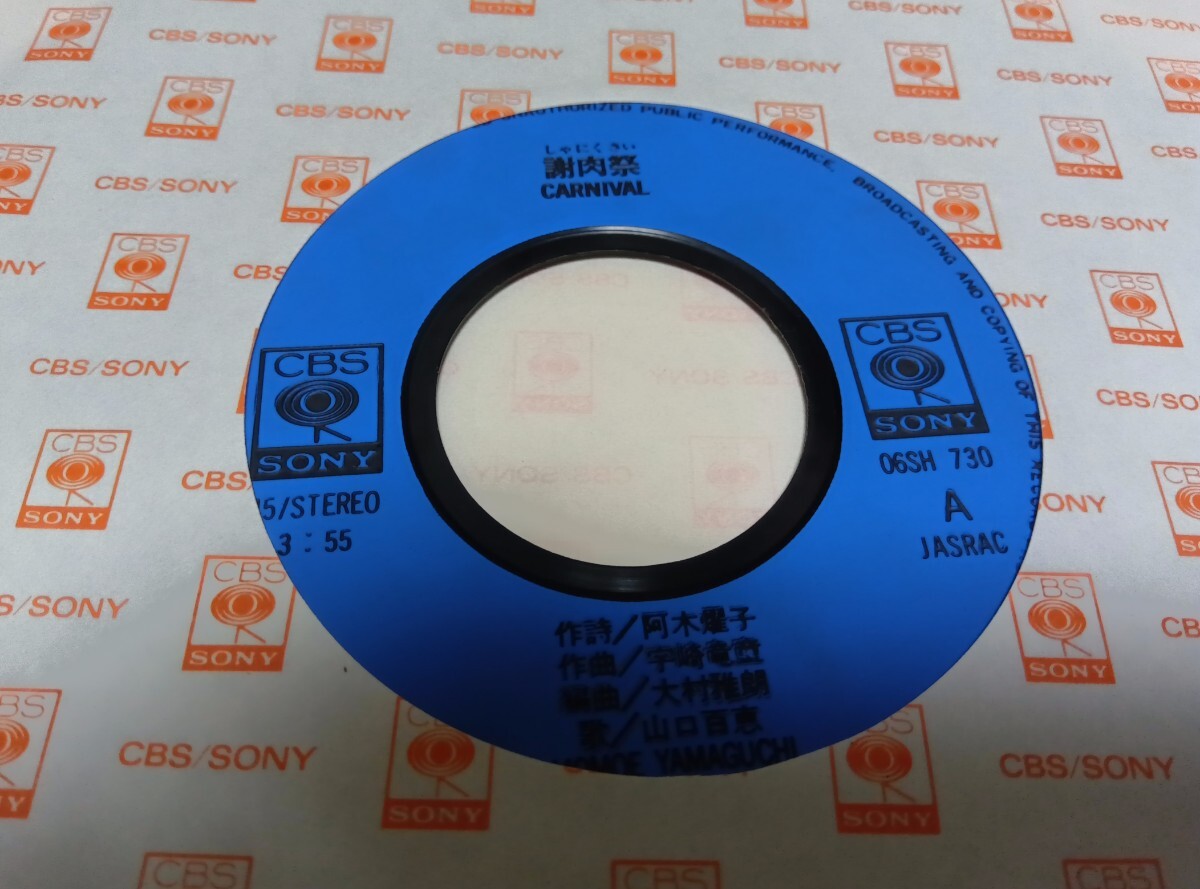 UNAUTHORIZED PUBLIC PERFORMANCE. BROADCASTING AND COPYING OF THIS
しゃにくさい
謝肉祭
CARNIVAL
CBS
SONY
CBS
SONY
5/STEREO
3:55
06SH 730
A
JASRAC
作詩/阿木燿子
作曲/宇崎竜童
編曲/大村雅朗
歌/山口百恵
MOMOE YAMAGUCHI
CBS/SONY
CBS
SONY